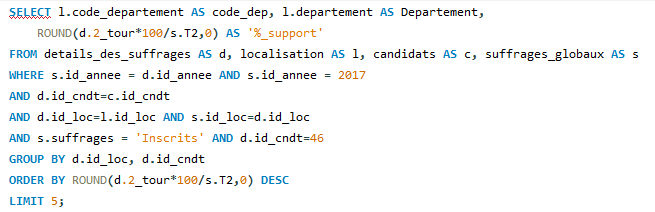 SELECT l.code_departement AS code_dep, l.departement AS Departement,
ROUND(d.2_tour*100/s.T2,0) AS '%_support'
FROM details_des_suffrages AS d, localisation AS l, candidats AS c, suffrages_globaux AS s
WHERE s.id_annee = d.id_annee AND s.id_annee = 2017
AND d.id_cndt=c.id_cndt
AND d.id_loc=l.id_loc AND s.id_loc=d.id_loc
AND s.suffrages = 'Inscrits' AND d.id_cndt=46
GROUP BY d.id_loc, d.id_cndt
ORDER BY ROUND(d.2_tour*100/s.T2,0) DESC
LIMIT 5;